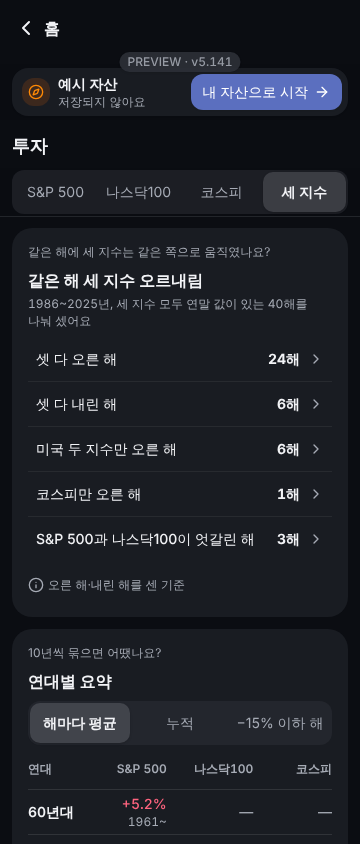 홈
PREVIEW · v5.141
예시 자산
저장되지 않아요
내 자산으로 시작
투자
S&P 500
나스닥100
코스피
세 지수
같은 해에 세 지수는 같은 쪽으로 움직였나요?
같은 해 세 지수 오르내림
1986~2025년, 세 지수 모두 연말 값이 있는 40해를
나눠 셌어요
셋 다 오른 해
24해
셋 다 내린 해
6해
미국 두 지수만 오른 해
6해
코스피만 오른 해
1해
S&P 500과 나스닥100이 엇갈린 해
3해
오른 해·내린 해를 센 기준
10년씩 묶으면 어땠나요?
연대별 요약
해마다 평균
누적
−15% 이하 해
연대
S&P 500
나스닥100
코스피
60년대
+5.2%
1961~
—
—